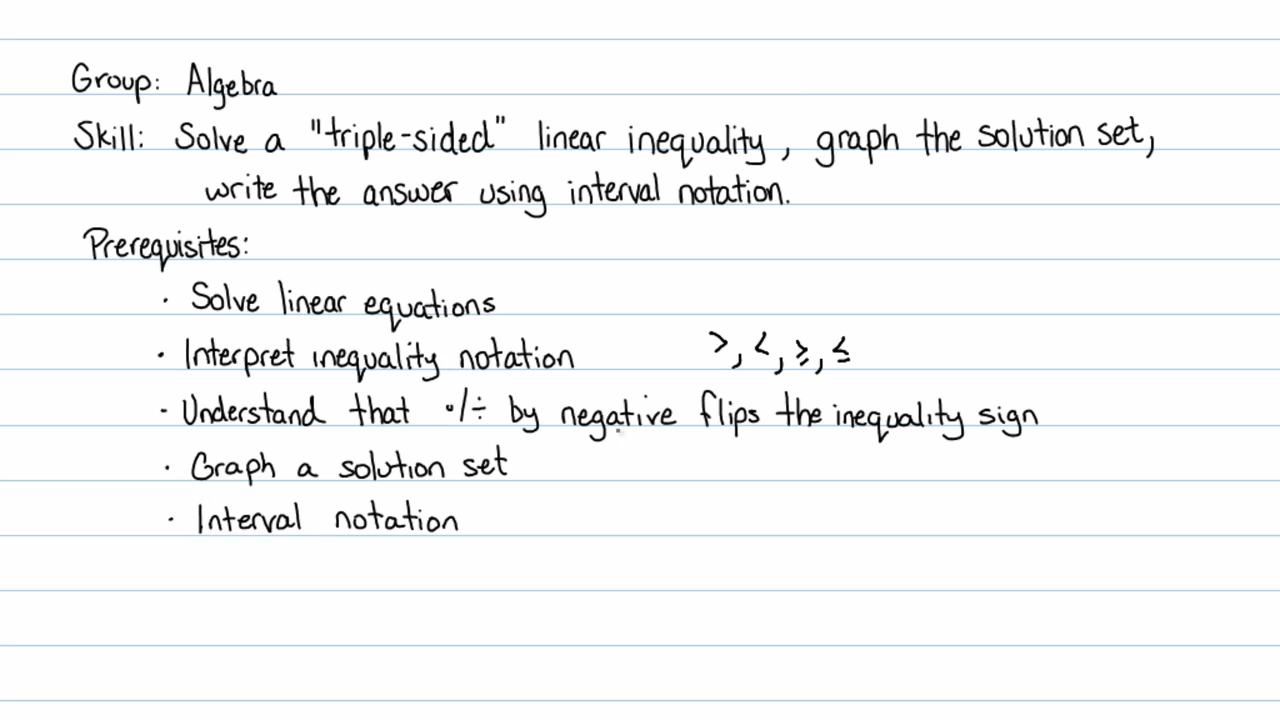 Group: Algebra
Skill: Solve a "triple-sided" linear inequality, graph the solution set,
write the answer using interval notation.
Prerequisites:
· Solve linear equations
· Interpret inequality notation >, <, ≥, ≤
· Understand that ·/÷ by negative flips the inequality sign
· Graph a solution set
· Interval notation